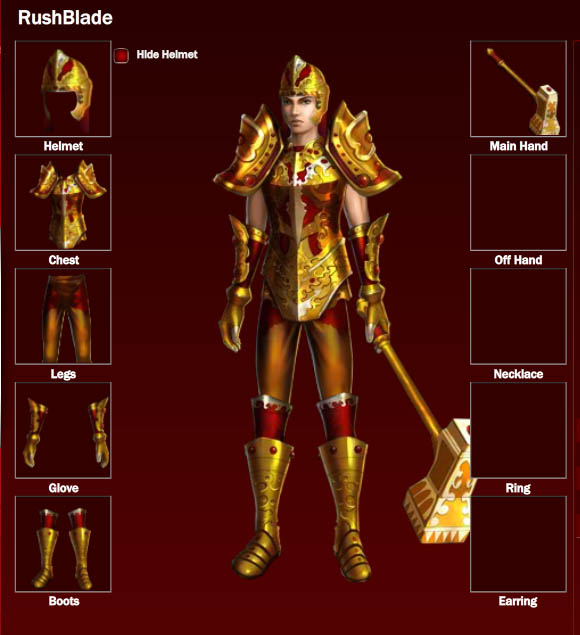 RushBlade
Hide Helmet
Helmet
Main Hand
Chest
Off Hand
Legs
Necklace
Glove
Ring
Boots
Earring